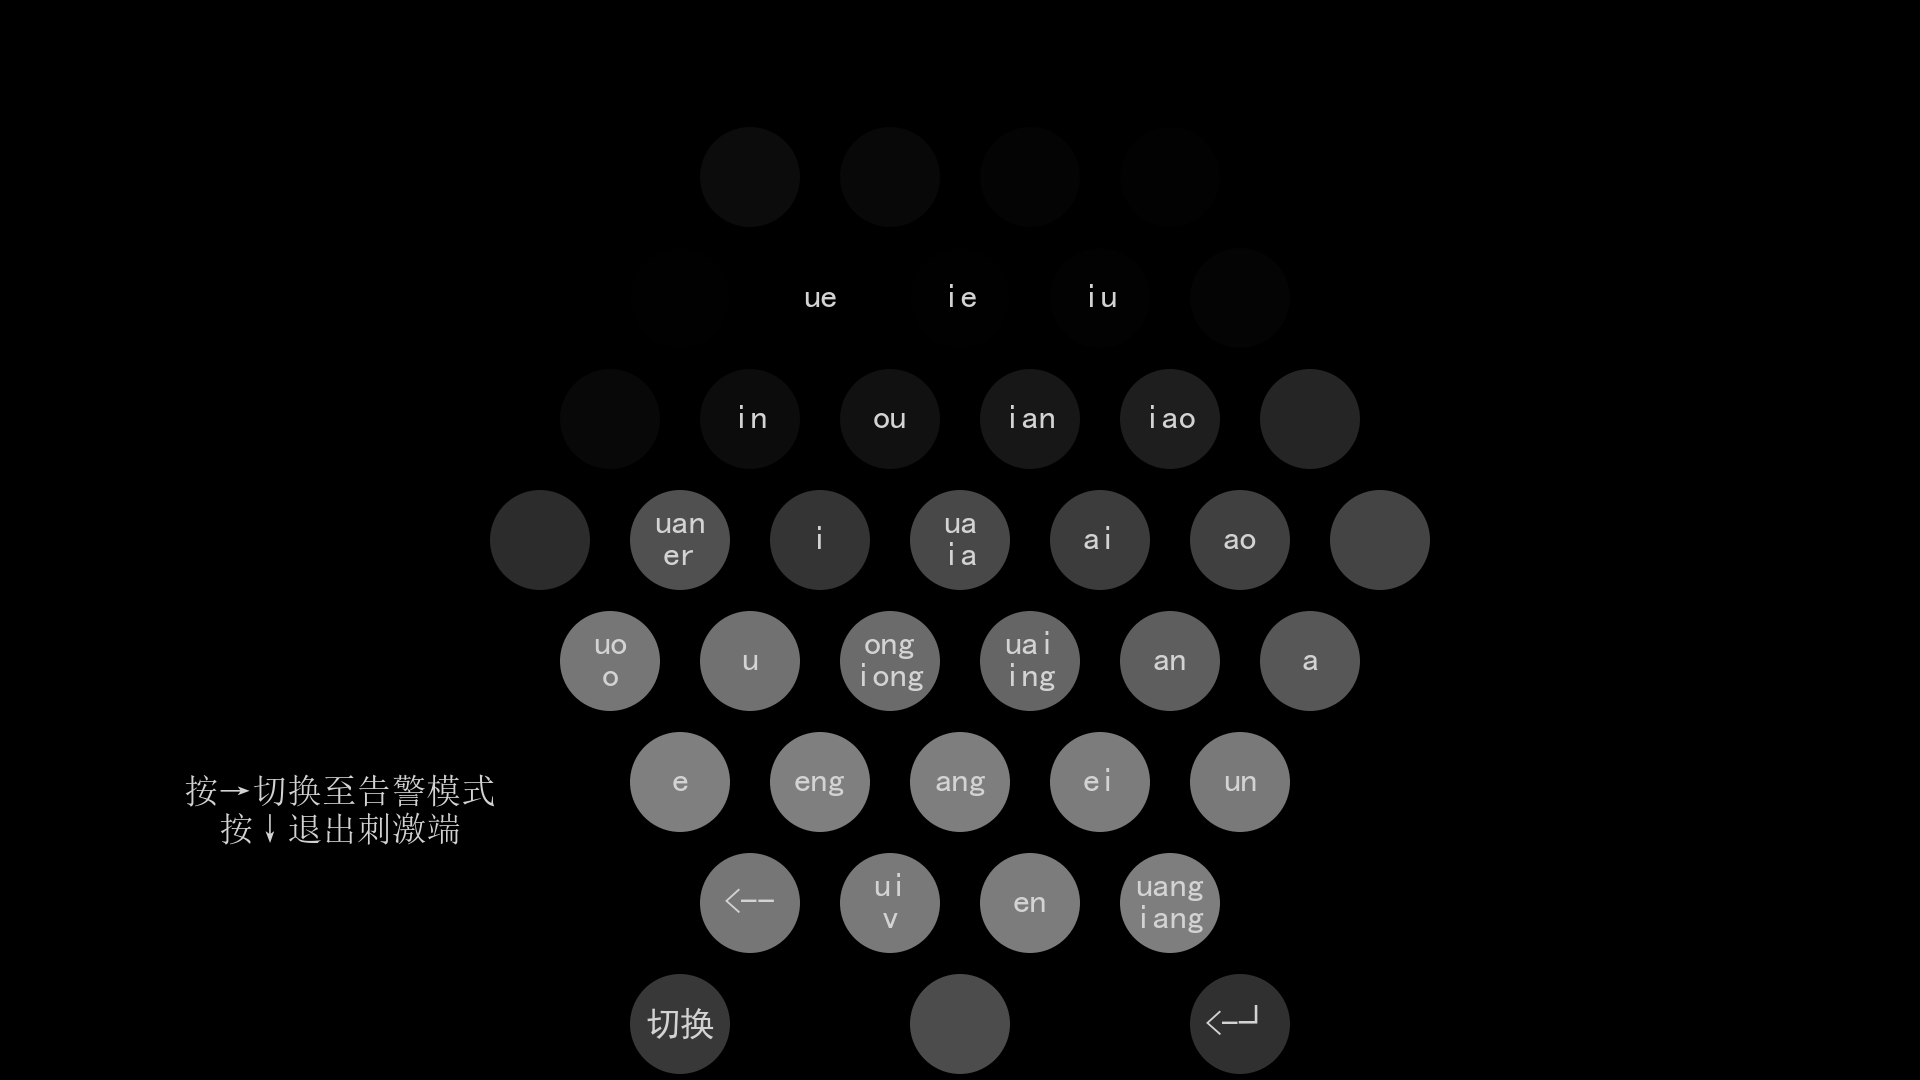 ue ie iu
in ou ian iao
uan
er
i
ua
ia
ai
ao
uo
o
u
ong
iong
uai
ing
an
a
e eng ang ei un
按→切换至告警模式
按↓退出刺激端
<--
ui
v
en
uang
iang
切换
<-┘